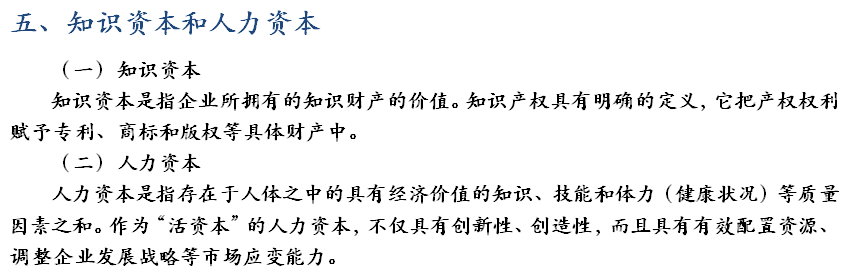 五、知识资本和人力资本
（一）知识资本
知识资本是指企业所拥有的知识财产的价值。知识产权具有明确的定义，它把产权权利
赋予专利、商标和版权等具体财产中。
（二）人力资本
人力资本是指存在于人体之中的具有经济价值的知识、技能和体力（健康状况）等质量
因素之和。作为“活资本”的人力资本，不仅具有创新性、创造性，而且具有有效配置资源、
调整企业发展战略等市场应变能力。